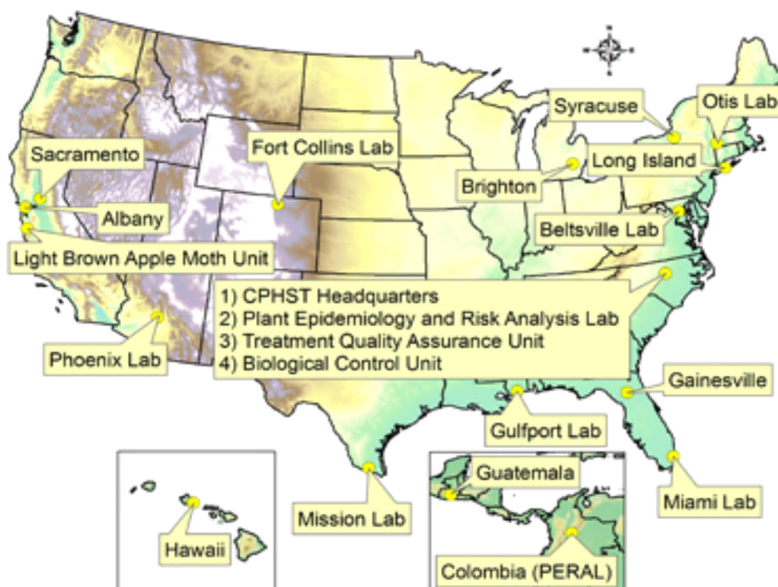 Syracuse
Otis Lab
Sacramento
Fort Collins Lab
Long Island
Brighton
Albany
Beltsville Lab
Light Brown Apple Moth Unit
1) CPHST Headquarters
2) Plant Epidemiology and Risk Analysis Lab
3) Treatment Quality Assurance Unit
4) Biological Control Unit
Phoenix Lab
Gainesville
Gulfport Lab
Guatemala
Miami Lab
Mission Lab
Hawaii
Colombia (PERAL)